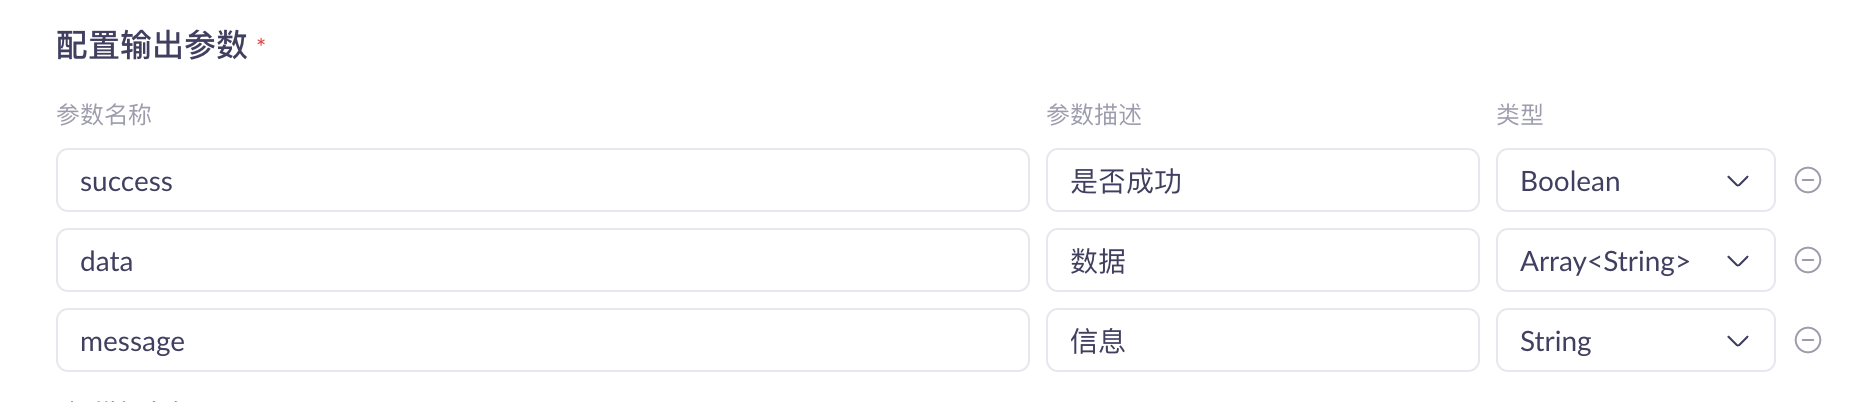 配置输出参数 *
参数名称 参数描述 类型
success 是否成功 Boolean
data 数据 Array<String>
message 信息 String